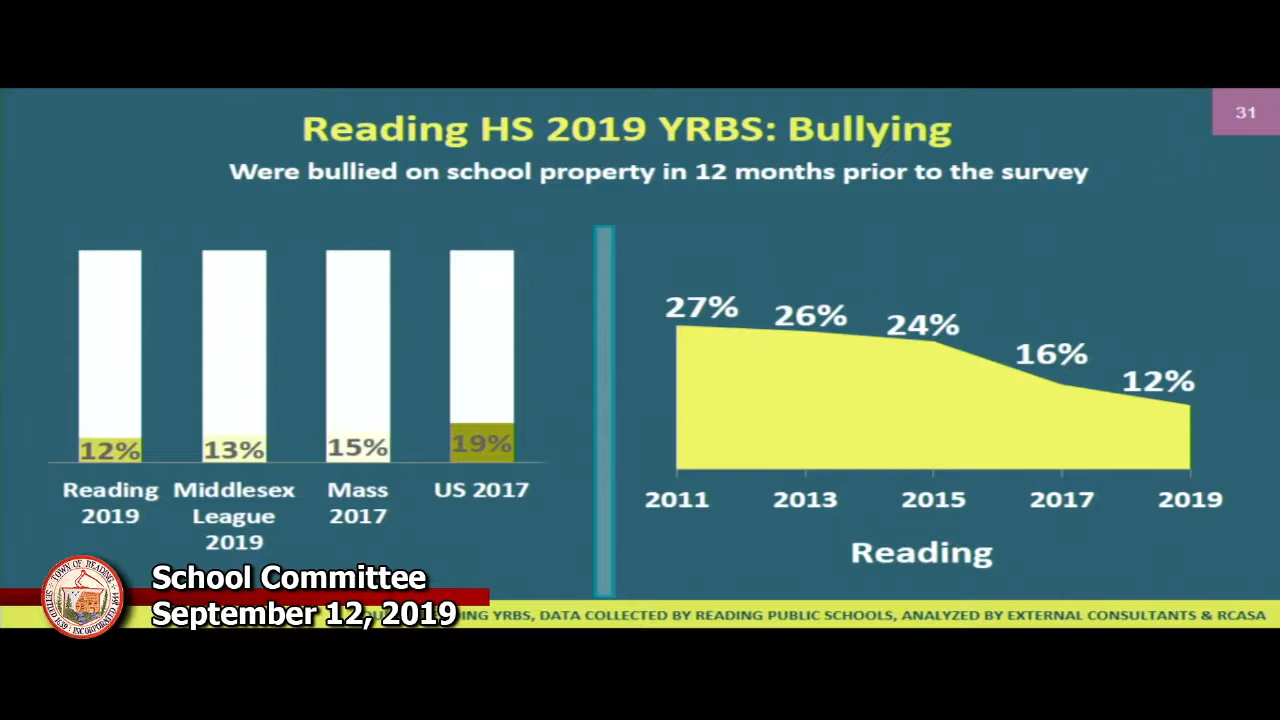 31
Reading HS 2019 YRBS: Bullying
Were bullied on school property in 12 months prior to the survey
12%
13%
15%
19%
Reading
2019
Middlesex
League
2019
Mass
2017
US 2017
27%
26%
24%
16%
12%
2011
2013
2015
2017
2019
Reading
TOWN OF READING
School Committee
September 12, 2019
YRBS, DATA COLLECTED BY READING PUBLIC SCHOOLS, ANALYZED BY EXTERNAL CONSULTANTS & RCASA